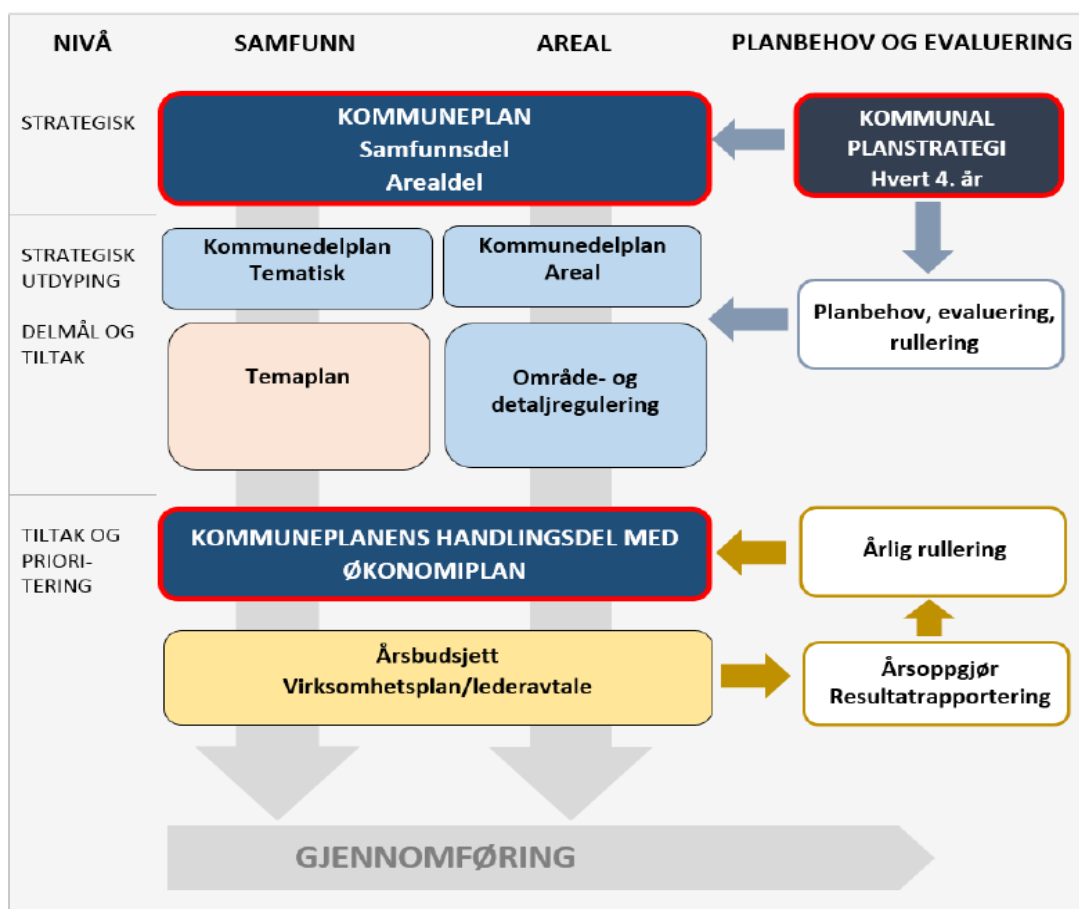 NIVÅ
SAMFUNN
AREAL
PLANBEHOV OG EVALUERING
STRATEGISK
KOMMUNEPLAN
Samfunnsdel
Arealdel
KOMMUNAL
PLANSTRATEGI
Hvert 4. år
STRATEGISK
UTDYPING
Kommunedelplan
Tematisk
Kommunedelplan
Areal
Planbehov, evaluering,
rullering
DELMÅL OG
TILTAK
Temaplan
Område- og
detaljregulering
TILTAK OG
PRIORI-
TERING
KOMMUNEPLANENS HANDLINGSDEL MED
ØKONOMIPLAN
Årlig rullering
Årsbudsjett
Virksomhetsplan/lederavtale
Årsoppgjør
Resultatrapportering
GJENNOMFØRING